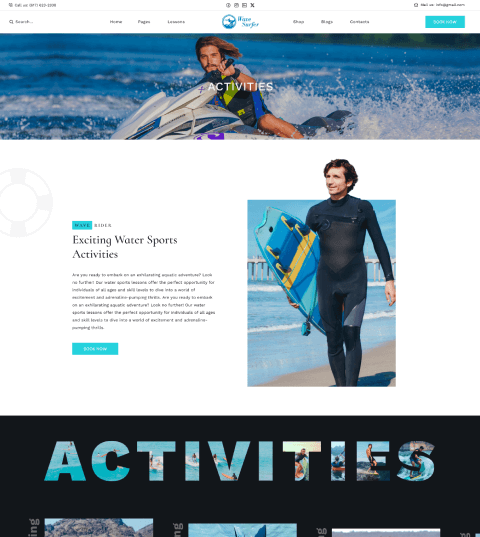 Call us: (977) 623-3209
Mail us: info@gmail.com
Search...
Home
Pages
Lessons
Wave
Surfer
Shop
Blogs
Contacts
BOOK NOW
ACTIVITIES
WAVE RIDER
Exciting Water Sports
Activities
Are you ready to embark on an exhilarating aquatic adventure? Look
no further! Our water sports lessons offer the perfect opportunity for
individuals of all ages and skill levels to dive into a world of
excitement and adrenaline-pumping thrills. Are you ready to embark
on an exhilarating aquatic adventure? Look no further! Our water
sports lessons offer the perfect opportunity for individuals of all ages
and skill levels to dive into a world of excitement and adrenaline-
pumping thrills.
BOOK NOW
ACTIVITIES